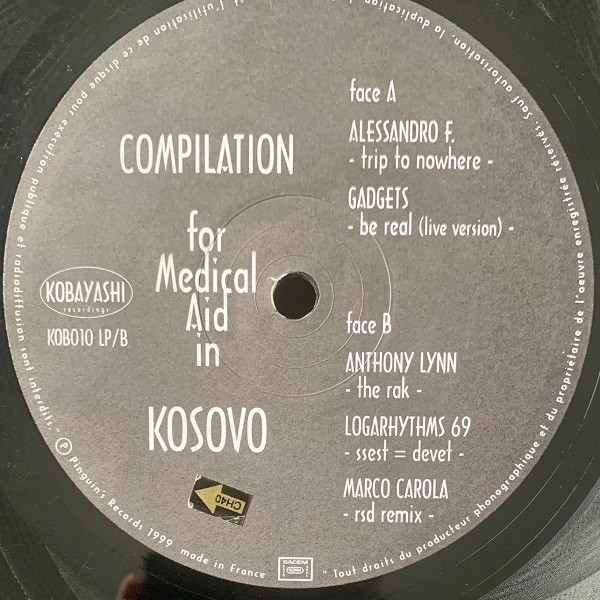 COMPILATION
for
Medical
Aid
in
KOSOVO
KOBAYASHI
recordings
KOB010 LP/B
face A
ALESSANDRO F.
- trip to nowhere -
GADGETS
- be real (live version) -
face B
ANTHONY LYNN
- the rak -
LOGARHYTHMS 69
- ssest = devet -
MARCO CAROLA
- rsd remix -
CH40
Ⓟ Pinguin's Records 1999 made in France
SACEM
"Tout droits du producteur phonographique et du propriétaire de l'oeuvre enregistrée réservés. Sauf autorisation, la duplication, et l'utilisation de ce disque pour exécution publique et radiodiffusion sont interdits."